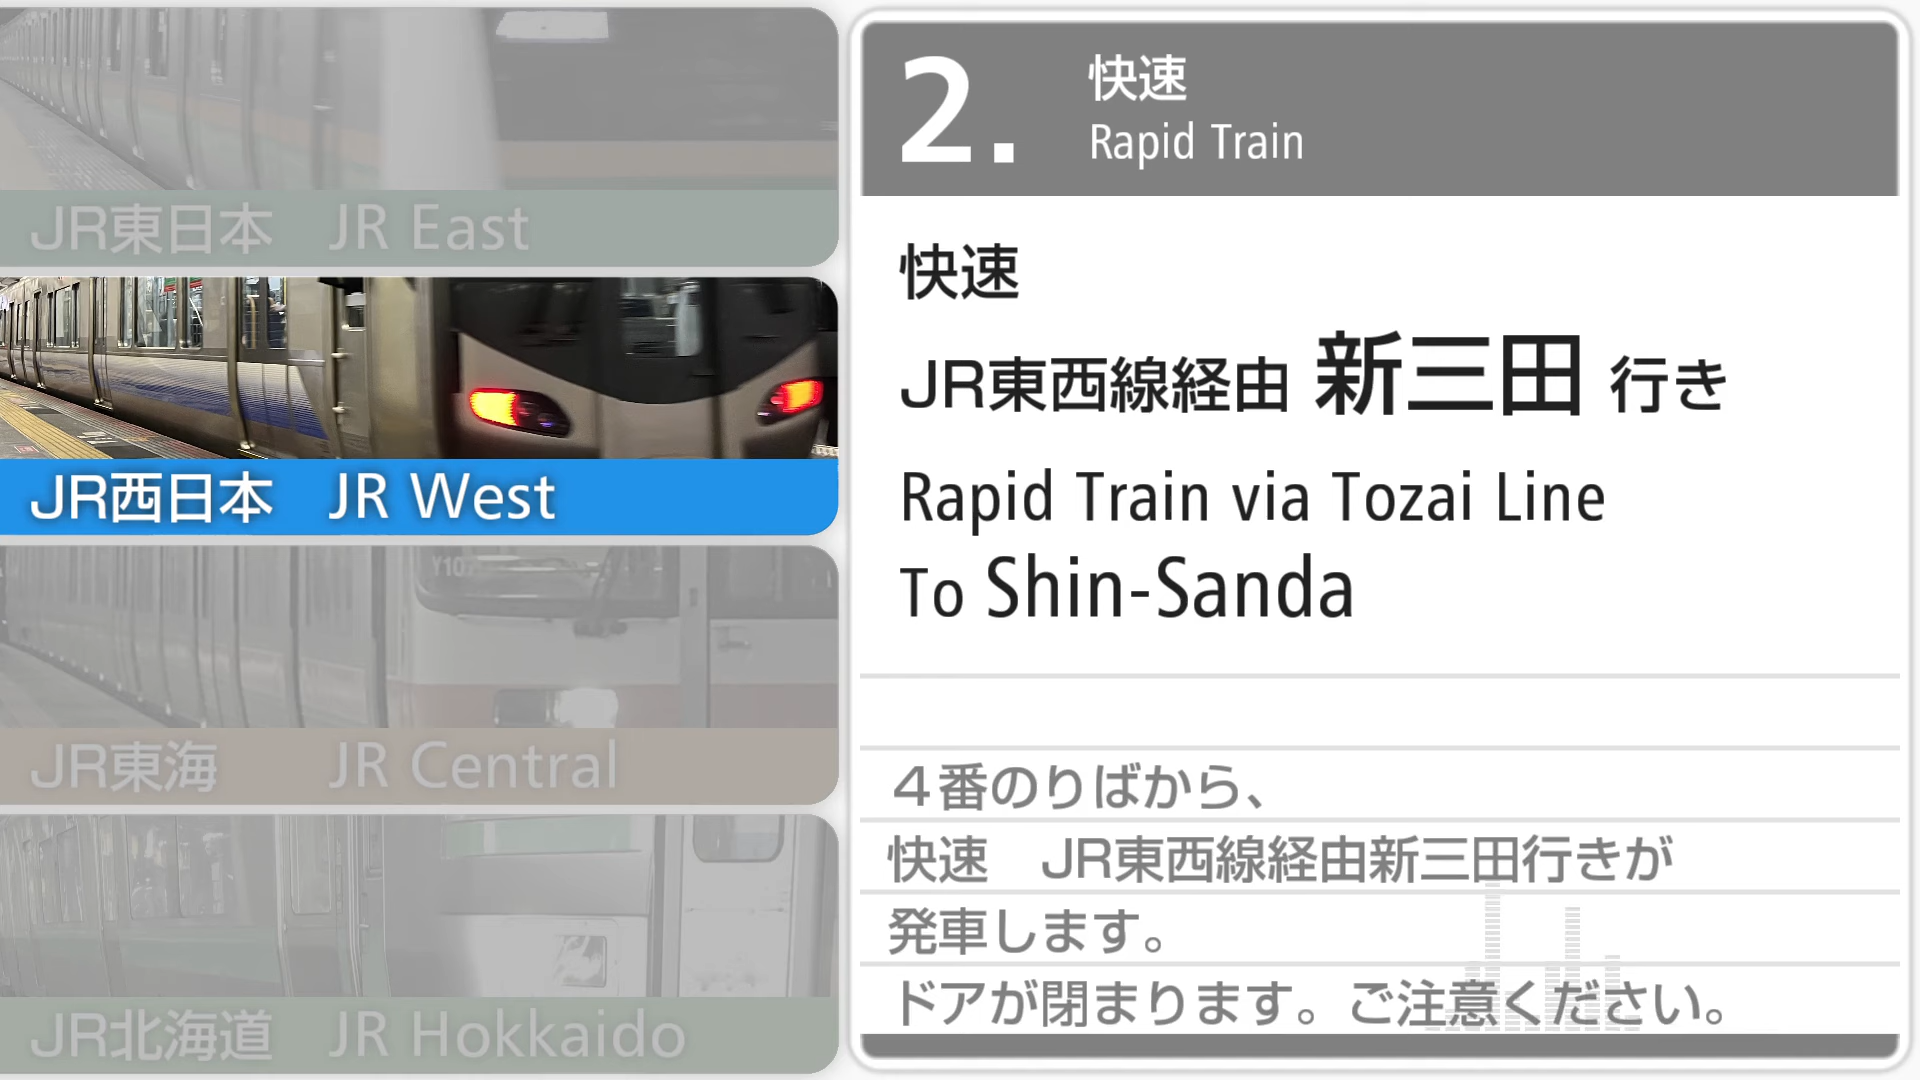 JR東日本 JR East
JR西日本 JR West
Y107
JR東海 JR Central
JR北海道 JR Hokkaido
2. 快速
Rapid Train
快速
JR東西線経由 新三田 行き
Rapid Train via Tozai Line
To Shin-Sanda
4番のりばから、
快速 JR東西線経由新三田行きが
発車します。
ドアが閉まります。ご注意ください。